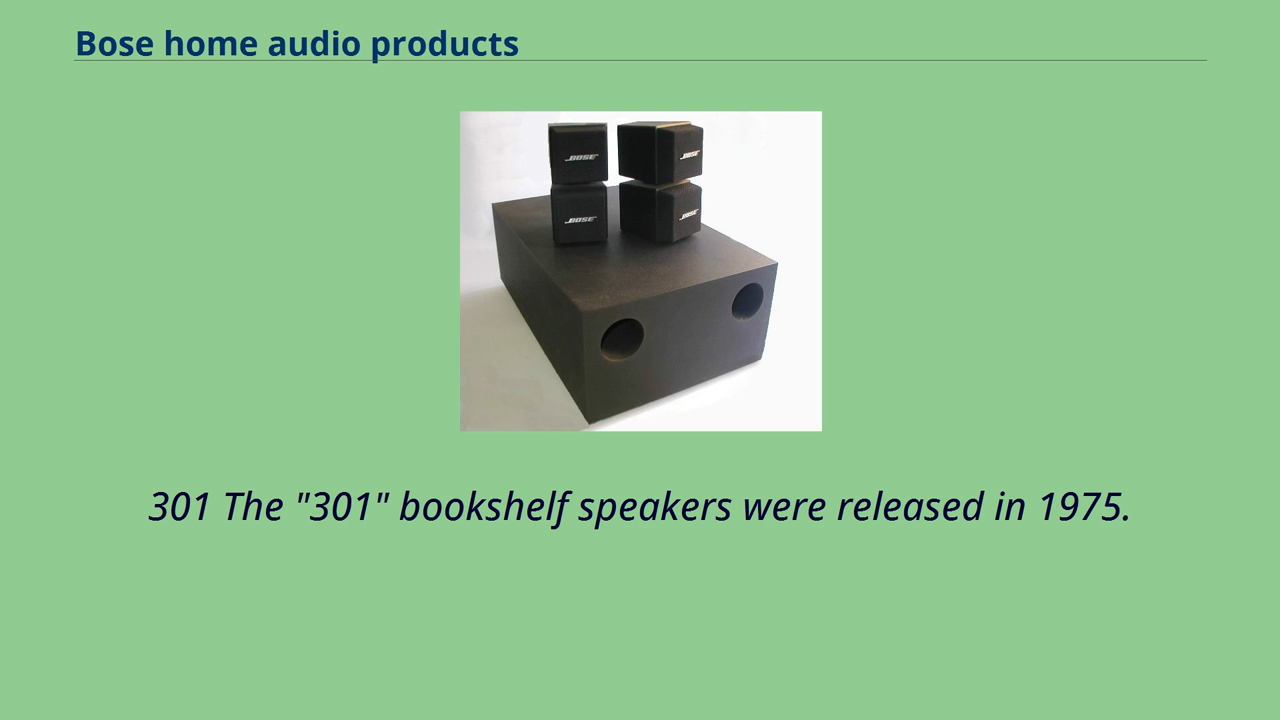 Bose home audio products
BOSE
BOSE
BOSE
BOSE
301 The "301" bookshelf speakers were released in 1975.